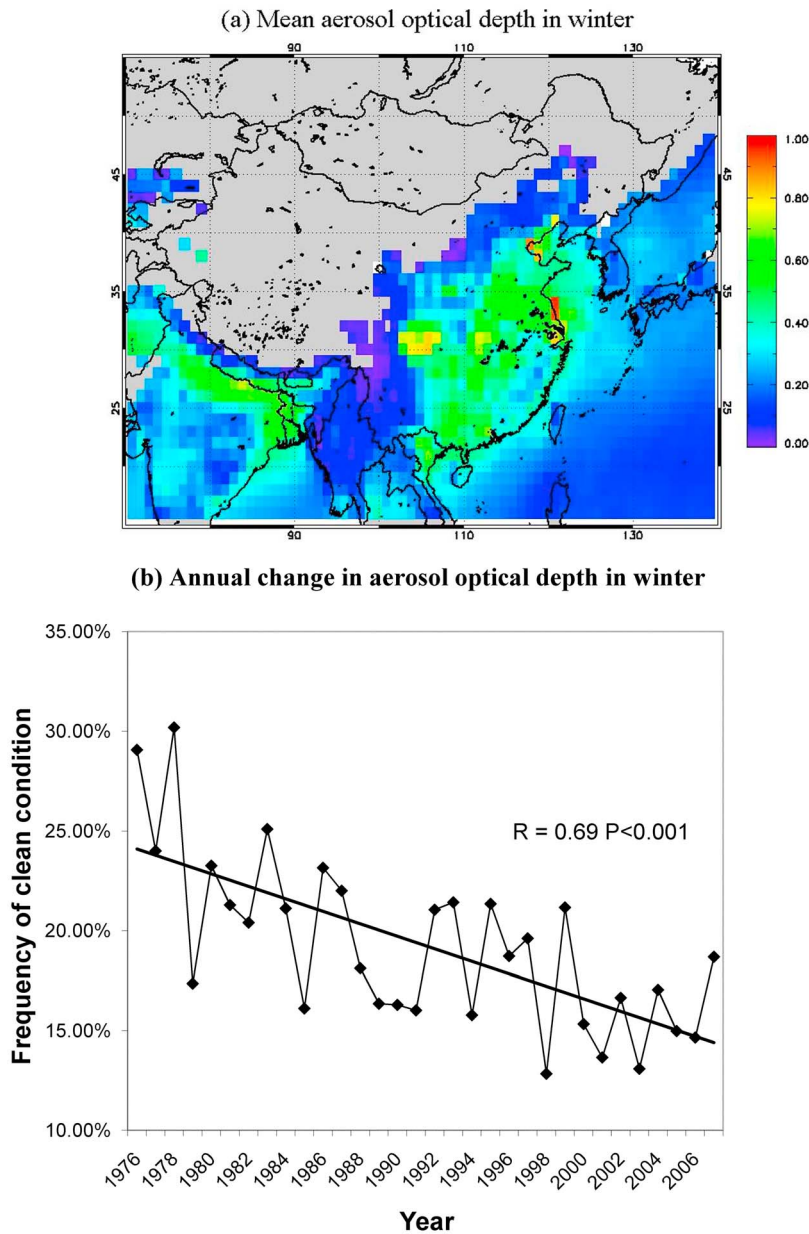 (a) Mean aerosol optical depth in winter
90 110 130
45 45 1.00
0.80
35 35 0.60
0.40
25 25 0.20
0.00
90 110 130
(b) Annual change in aerosol optical depth in winter
35.00%
30.00%
25.00%
R = 0.69 P<0.001
20.00%
15.00%
10.00%
Frequency of clean condition
1976 1978 1980 1982 1984 1986 1988 1990 1992 1994 1996 1998 2000 2002 2004 2006
Year